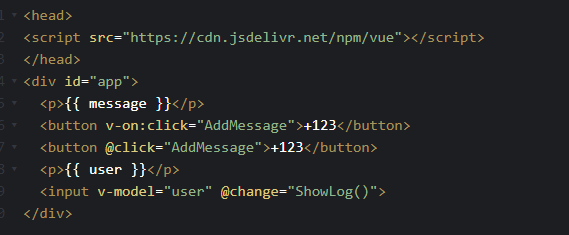 <head>
<script src="https://cdn.jsdelivr.net/npm/vue"></script>
</head>
<div id="app">
  <p>{{ message }}</p>
  <button v-on:click="AddMessage">+123</button>
  <button @click="AddMessage">+123</button>
  <p>{{ user }}</p>
  <input v-model="user" @change="ShowLog()">
</div>